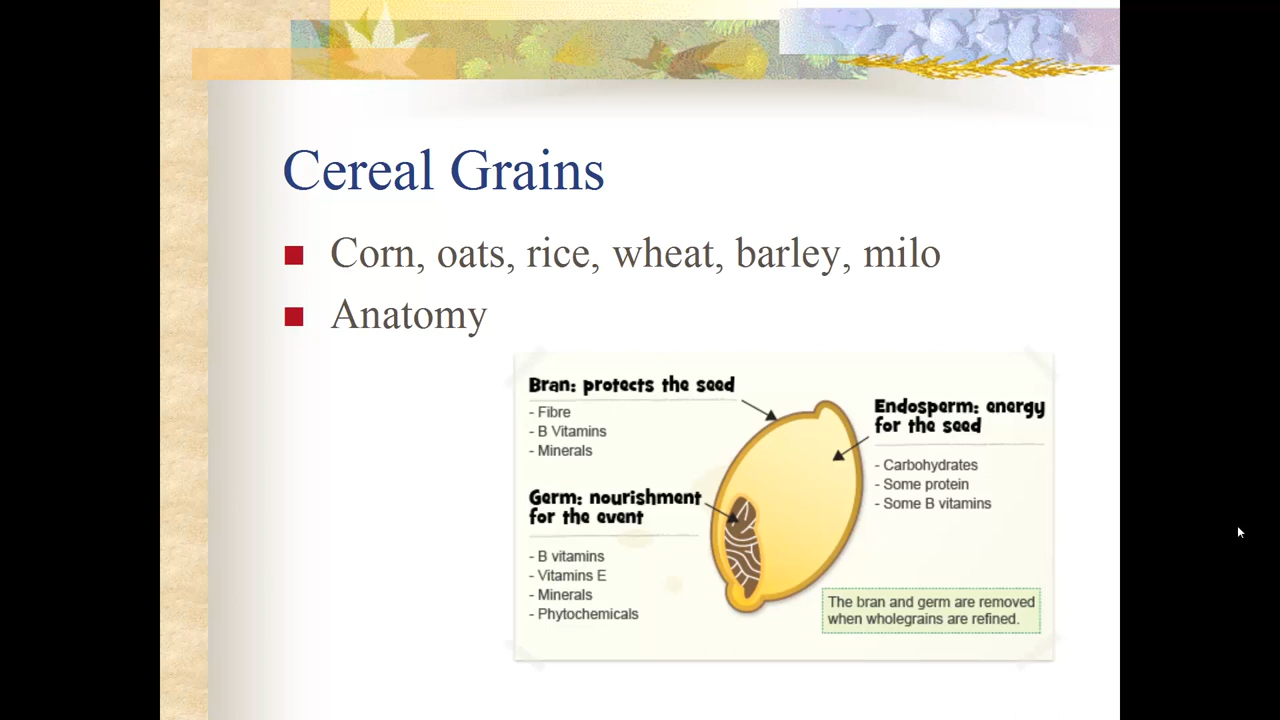 Cereal Grains
Corn, oats, rice, wheat, barley, milo
Anatomy
Bran: protects the seed
- Fibre
- B Vitamins
- Minerals
Germ: nourishment
for the event
- B vitamins
- Vitamins E
- Minerals
- Phytochemicals
Endosperm: energy
for the seed
- Carbohydrates
- Some protein
- Some B vitamins
The bran and germ are removed
when wholegrains are refined.